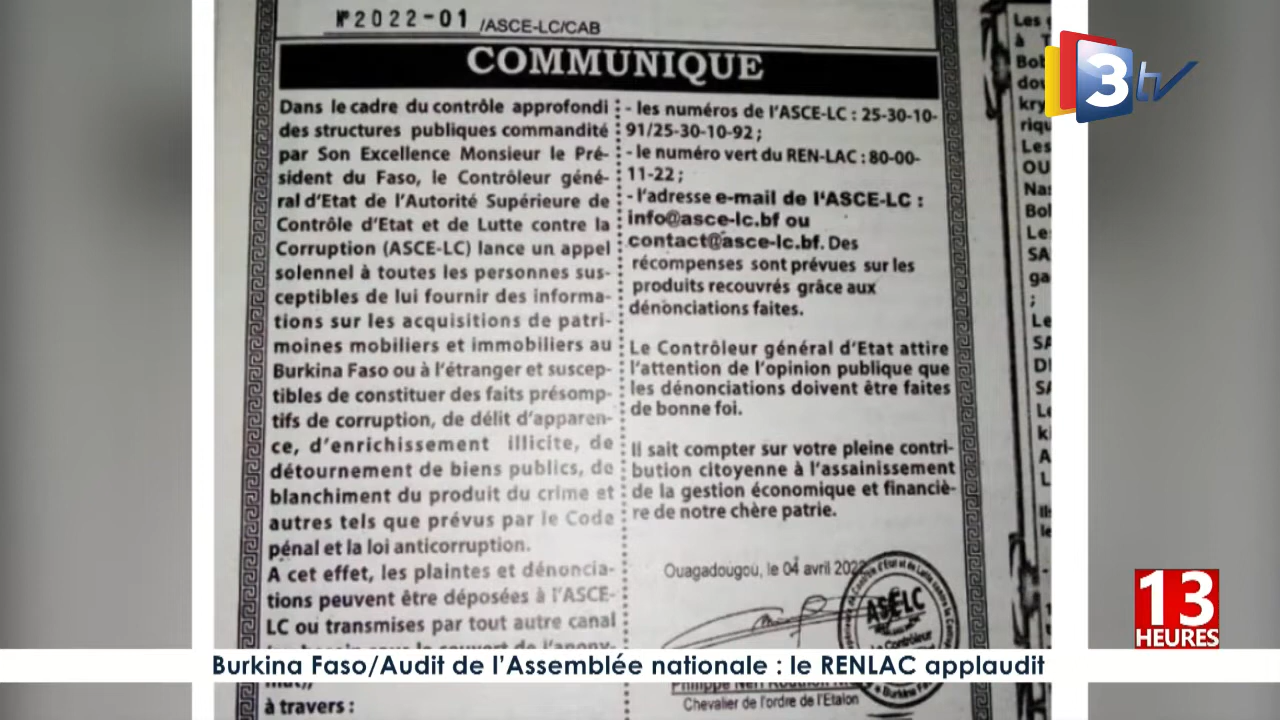 N°2022-01 /ASCE-LC/CAB
COMMUNIQUE
Dans le cadre du contrôle approfondi
des structures publiques commandité
par Son Excellence Monsieur le Pré-
sident du Faso, le Contrôleur géné-
ral d'Etat de l'Autorité Supérieure de
Contrôle d'Etat et de Lutte contre la
Corruption (ASCE-LC) lance un appel
solennel à toutes les personnes sus-
ceptibles de lui fournir des informa-
tions sur les acquisitions de patri-
moines mobiliers et immobiliers au
Burkina Faso ou à l'étranger et suscep-
tibles de constituer des faits présomp-
tifs de corruption, de délit d'apparen-
ce, d'enrichissement illicite, de
détournement de biens publics, de
blanchiment du produit du crime et
autres tels que prévus par le Code
pénal et la loi anticorruption.
A cet effet, les plaintes et dénoncia-
tions peuvent être déposées à l'ASCE-
LC ou transmises par tout autre canal
à travers :
- les numéros de l'ASCE-LC : 25-30-10-
91/25-30-10-92 ;
- le numéro vert du REN-LAC : 80-00-
11-22 ;
- l'adresse e-mail de l'ASCE-LC :
info@asce-lc.bf ou
contact@asce-lc.bf. Des
récompenses sont prévues sur les
produits recouvrés grâce aux
dénonciations faites.
Le Contrôleur général d'Etat attire
l'attention de l'opinion publique que
les dénonciations doivent être faites
de bonne foi.
Il sait compter sur votre pleine contri-
bution citoyenne à l'assainissement
de la gestion économique et financiè-
re de notre chère patrie.
Ouagadougou, le 04 avril 2022
ASCE-LC
Chevalier de l'ordre de l'Etalon
Les
à
Bo
3tv
13
HEURES
Burkina Faso/Audit de l'Assemblée nationale : le RENLAC applaudit